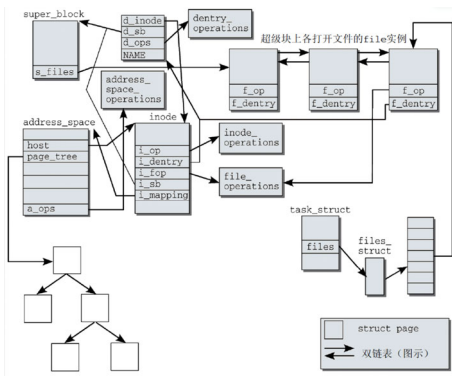 super_block
s_files
d_inode
d_sb
d_ops
NAME
dentry_
operations
超级块上各打开文件的file实例
f_op
f_dentry
f_op
f_dentry
f_op
f_dentry
address_
space_
operations
address_space
host
page_tree
a_ops
inode
i_op
i_dentry
i_fop
i_sb
i_mapping
inode_
operations
file_
operations
task_struct
files
files_
struct
struct page
双链表（图示）